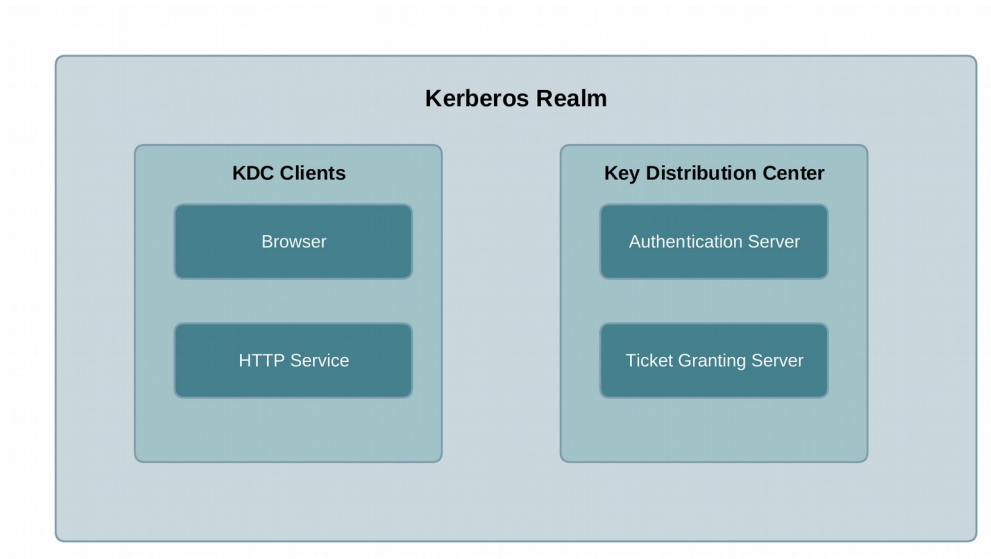 Kerberos Realm
KDC Clients
Browser
HTTP Service
Key Distribution Center
Authentication Server
Ticket Granting Server